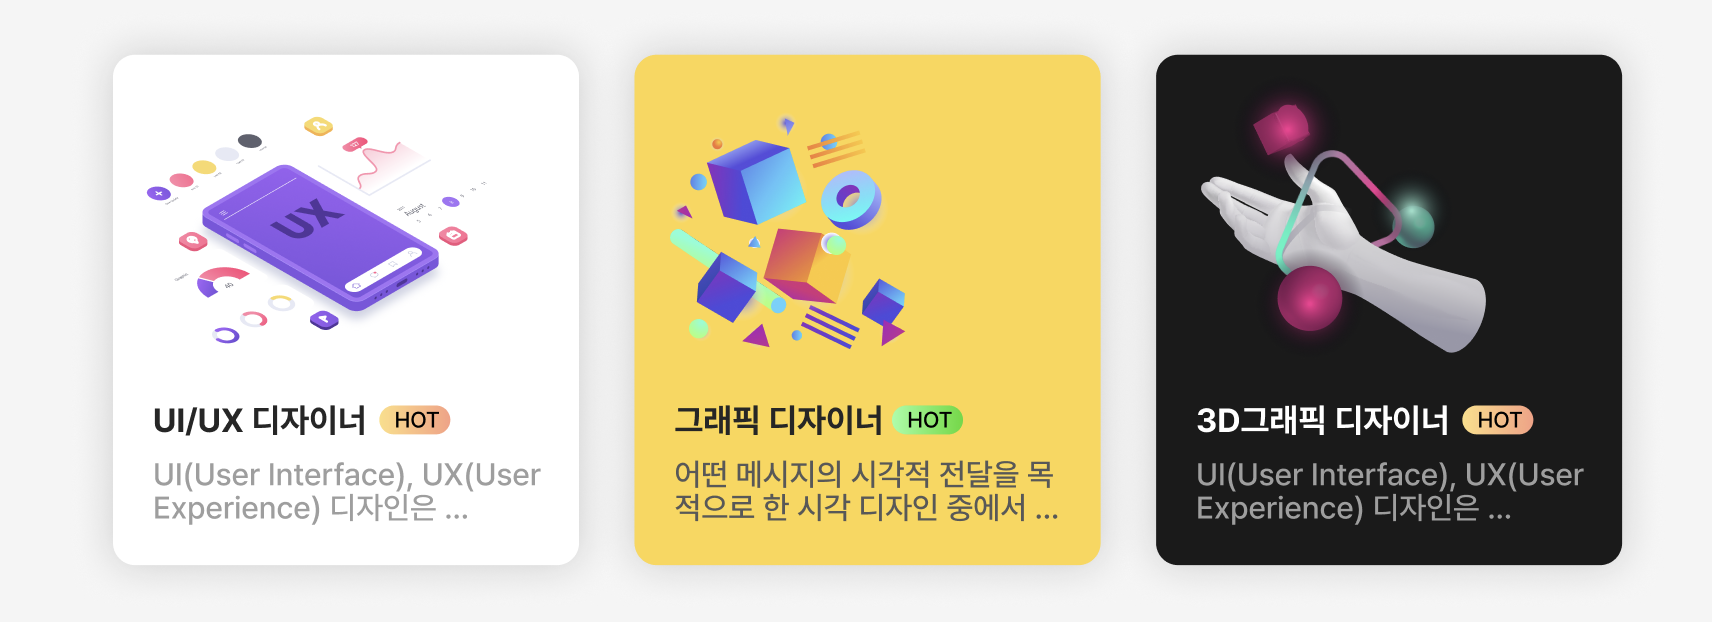 UX
August
UI/UX 디자이너 HOT
UI(User Interface), UX(User
Experience) 디자인은 ...
그래픽 디자이너 HOT
어떤 메시지의 시각적 전달을 목
적으로 한 시각 디자인 중에서 ...
3D그래픽 디자이너 HOT
UI(User Interface), UX(User
Experience) 디자인은 ...